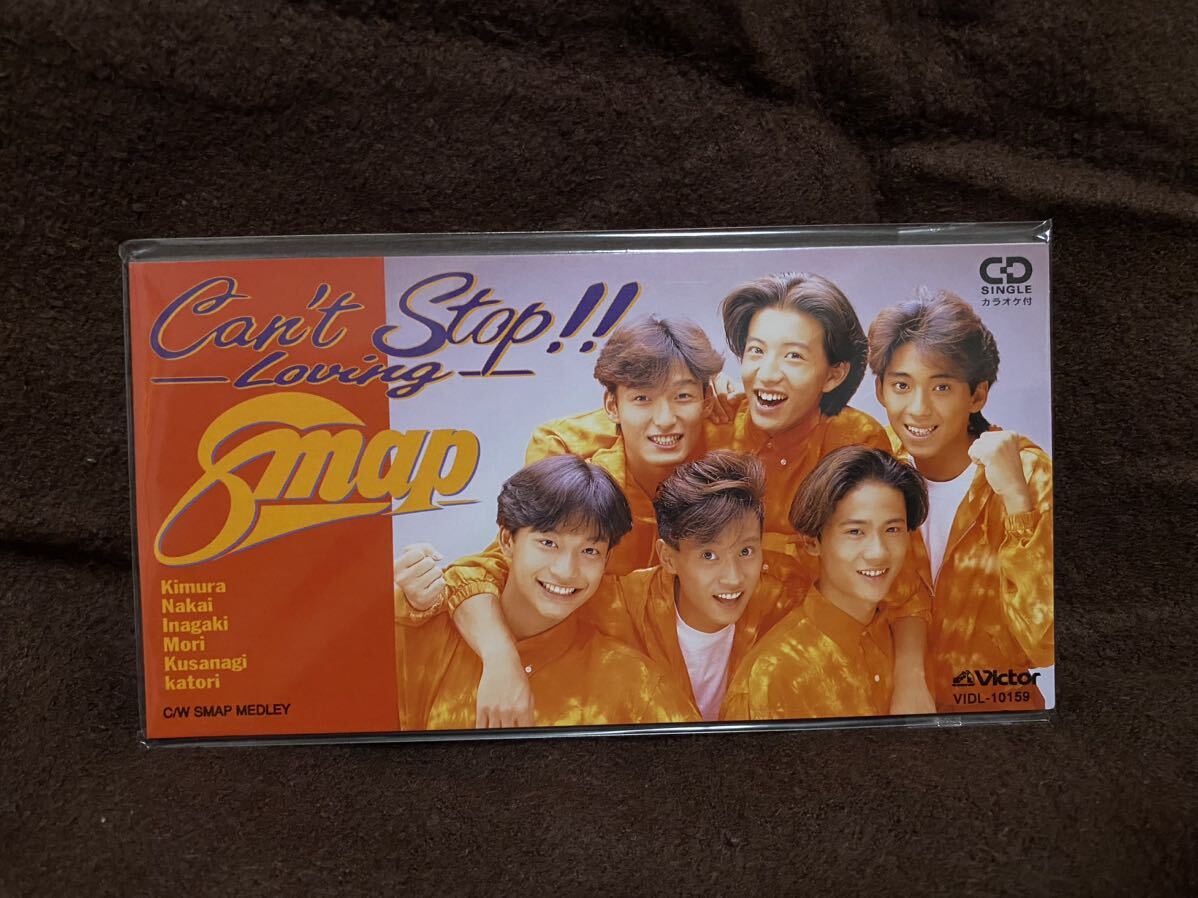 Can't Stop!!
Loving
Smap
Kimura
Nakai
Inagaki
Mori
Kusanagi
katori
C/W SMAP MEDLEY
CD
SINGLE
カラオケ付
Victor
VIDL-10159